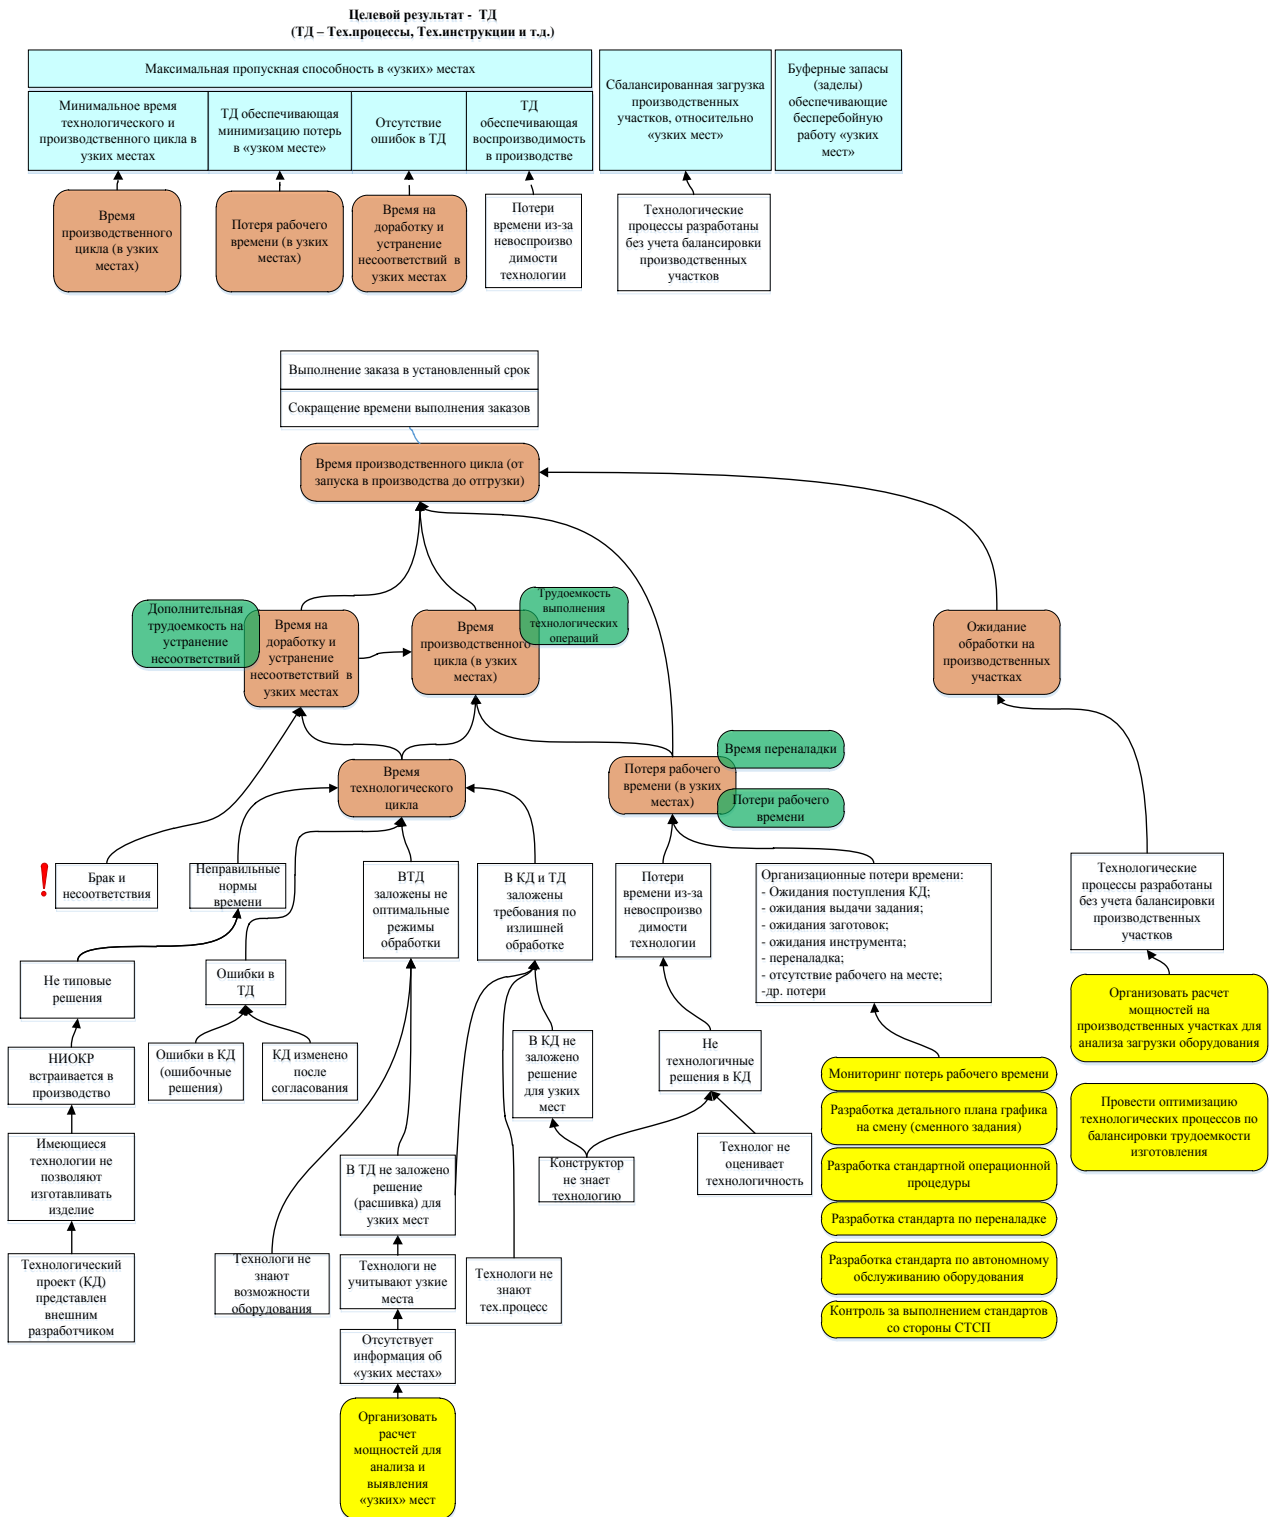 Целевой результат - ТД
(ТД – Тех.процессы, Тех.инструкции и т.д.)
Максимальная пропускная способность в «узких» местах
Минимальное время
технологического и
производственного цикла в
узких местах
ТД обеспечивающая
минимизацию потерь
в «узком месте»
Отсутствие
ошибок в ТД
ТД
обеспечивающая
воспроизводимость
в производстве
Сбалансированная загрузка
производственных
участков, относительно
«узких мест»
Буферные запасы
(заделы)
обеспечивающие
бесперебойную
работу «узких
мест»
Время
производственного
цикла (в узких
местах)
Потеря рабочего
времени (в узких
местах)
Время на
доработку и
устранение
несоответствий в
узких местах
Потери
времени из-за
невоспроизво
димости
технологии
Технологические
процессы разработаны
без учета балансировки
производственных
участков
Выполнение заказа в установленный срок
Сокращение времени выполнения заказов
Время производственного цикла (от
запуска в производства до отгрузки)
Дополнительная
трудоемкость на
устранение
несоответствий
Время на
доработку и
устранение
несоответствий в
узких местах
Время
производственного
цикла (в узких
местах)
Трудоемкость
выполнения
технологических
операций
Ожидание
обработки на
производственных
участках
Время
технологического
цикла
Потеря рабочего
времени (в узких
местах)
Время переналадки
Потери рабочего
времени
!
Брак и
несоответствия
Неправильные
нормы
времени
ВТД
заложены не
оптимальные
режимы
обработки
В КД и ТД
заложены
требования по
излишней
обработке
Потери
времени из-за
невоспроизво
димости
технологии
Организационные потери времени:
- Ожидания поступления КД;
- ожидания выдачи задания;
- ожидания заготовок;
- ожидания инструмента;
- переналадка;
- отсутствие рабочего на месте;
-др. потери
Технологические
процессы разработаны
без учета балансировки
производственных
участков
Не типовые
решения
Ошибки в
ТД
Организовать расчет
мощностей на
производственных участках для
анализа загрузки оборудования
НИОКР
встраивается в
производство
Ошибки в КД
(ошибочные
решения)
КД изменено
после
согласования
В КД не
заложено
решение
для узких
мест
Не
технологичные
решения в КД
Мониторинг потерь рабочего времени
Разработка детального плана графика
на смену (сменного задания)
Провести оптимизацию
технологических процессов по
балансировки трудоемкости
изготовления
Имеющиеся
технологии не
позволяют
изготавливать
изделие
В ТД не заложено
решение
(расшивка) для
узких мест
Конструктор
не знает
технологию
Технолог не
оценивает
технологичность
Разработка стандартной операционной
процедуры
Разработка стандарта по переналадке
Технологический
проект (КД)
представлен
внешним
разработчиком
Технологи не
знают
возможности
оборудования
Технологи не
учитывают узкие
места
Технологи не
знают
тех.процесс
Разработка стандарта по автономному
обслуживанию оборудования
Контроль за выполнением стандартов
со стороны СТСП
Отсутствует
информация об
«узких местах»
Организовать
расчет
мощностей для
анализа и
выявления
«узких» мест